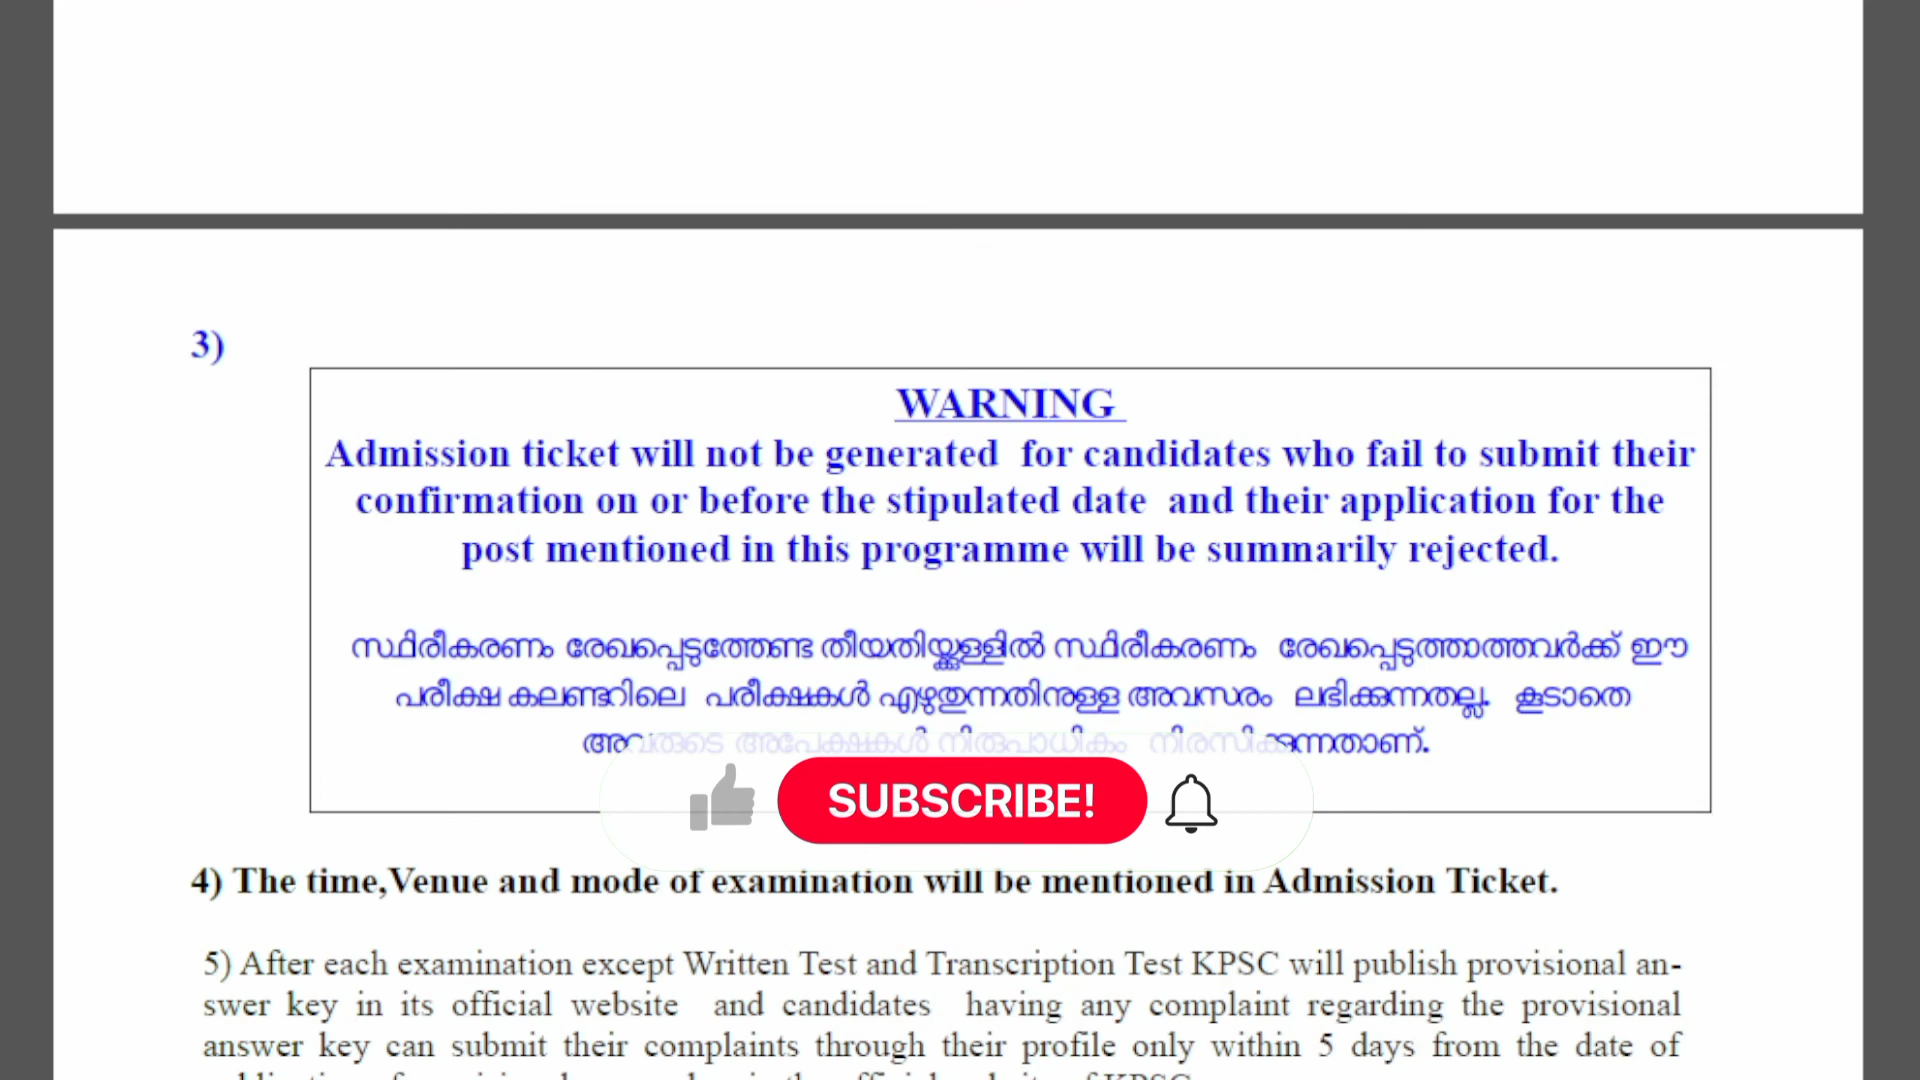 3)
WARNING
Admission ticket will not be generated for candidates who fail to submit their
confirmation on or before the stipulated date and their application for the
post mentioned in this programme will be summarily rejected.
സ്ഥിരീകരണം രേഖപ്പെടുത്തേണ്ട തീയതിയ്ക്കുള്ളിൽ സ്ഥിരീകരണം രേഖപ്പെടുത്താത്തവർക്ക് ഈ
പരീക്ഷ കലണ്ടറിലെ പരീക്ഷകൾ എഴുതുന്നതിനുള്ള അവസരം ലഭിക്കുന്നതല്ല. കൂടാതെ
അവരുടെ അപേക്ഷകൾ നിരുപാധികം നിരസിക്കുന്നതാണ്.
SUBSCRIBE!
4) The time,Venue and mode of examination will be mentioned in Admission Ticket.
5) After each examination except Written Test and Transcription Test KPSC will publish provisional an-
swer key in its official website and candidates having any complaint regarding the provisional
answer key can submit their complaints through their profile only within 5 days from the date of